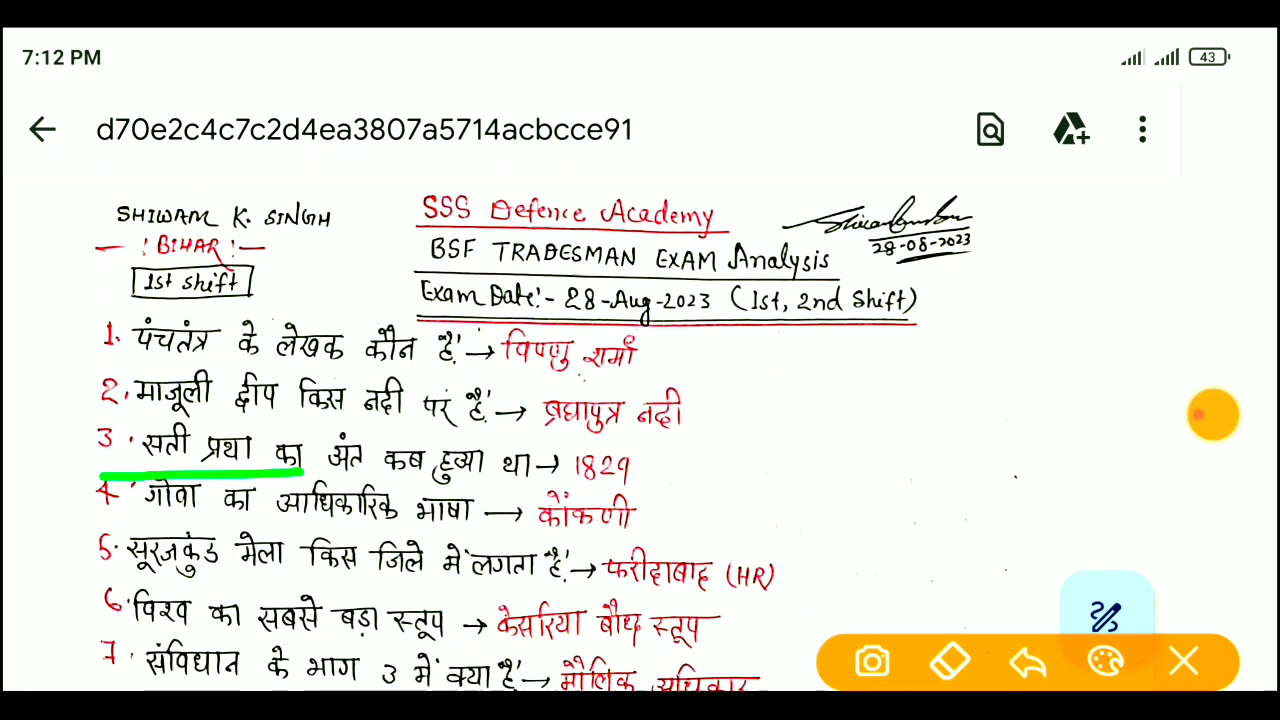 7:12 PM
43
d70e2c4c7c2d4ea3807a5714acbcce91
SHIWAM K. SINGH
SSS Defence Academy
28-08-2023
— ! BIHAR ! —
BSF TRADESMAN EXAM Analysis
1st shift
Exam Date:- 28-Aug-2023 (1st, 2nd Shift)
1. पंचतंत्र के लेखक कौन हैं → विष्णु शर्मा
2. माजूली द्वीप किस नदी पर हैं → ब्रह्मपुत्र नदी
3. सती प्रथा का अंत कब हुआ था → 1829
4. गोवा का आधिकारिक भाषा → कोंकणी
5. सूरजकुंड मेला किस जिले में लगता हैं → फरीदाबाद (HR)
6. विश्व का सबसे बड़ा स्तूप → केसरिया बौध स्तूप
7. संविधान के भाग 3 में क्या हैं → मौलिक अधिकार